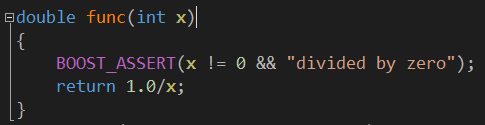 double func(int x)
{
    BOOST_ASSERT(x != 0 && "divided by zero");
    return 1.0/x;
}